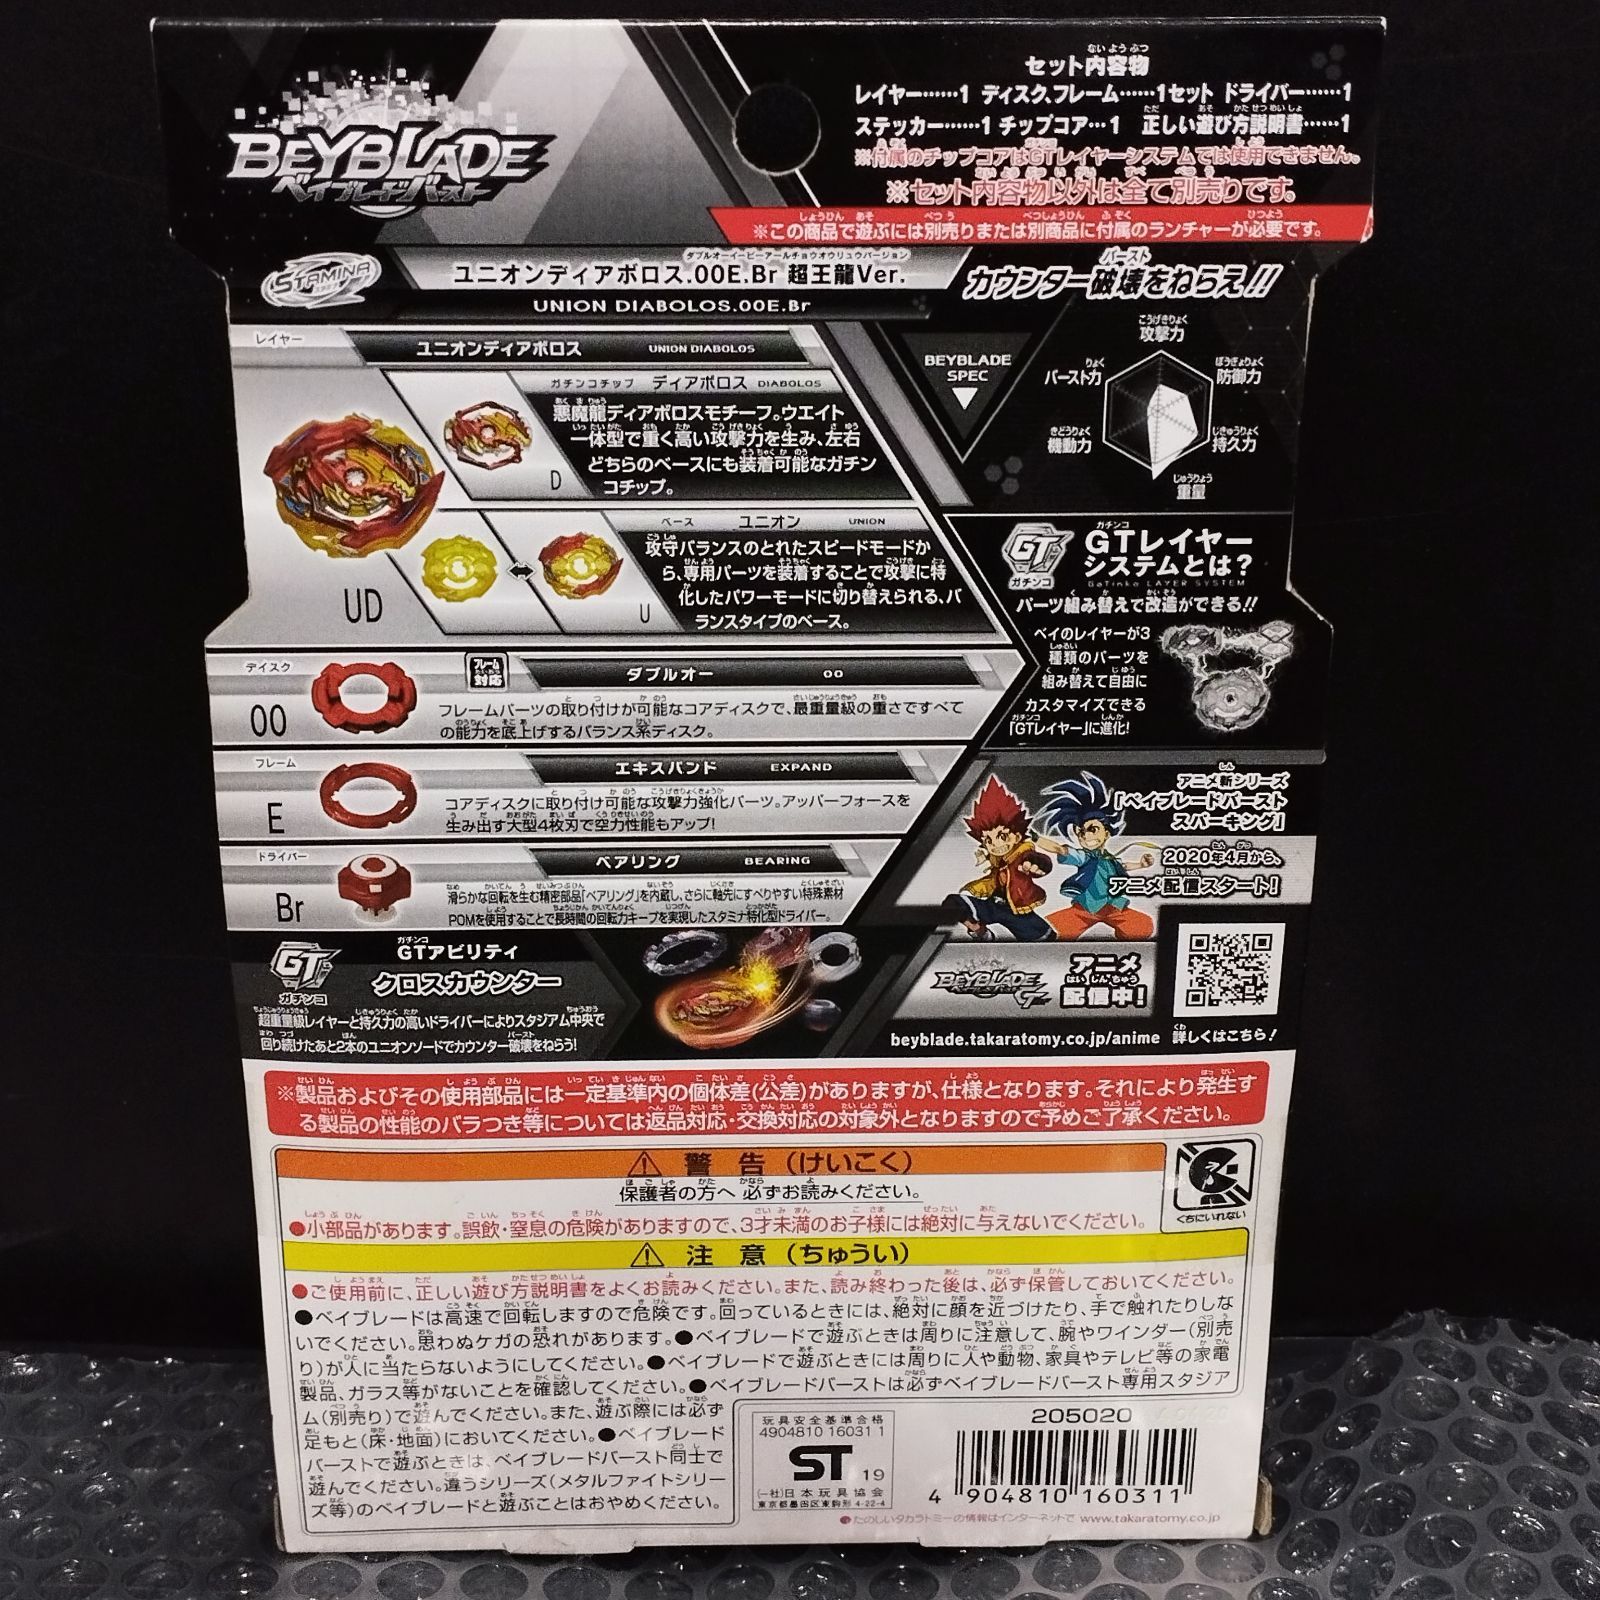 BEYBLADE
ベイブレードバースト
セット内容物
レイヤー……1 ディスク、フレーム……1セット ドライバー……1
ステッカー……1 チップコア…1 正しい遊び方説明書……1
※付属のチップコアはGTレイヤーシステムでは使用できません。
※セット内容物以外は全て別売りです。
※この商品で遊ぶには別売りまたは別商品に付属のランチャーが必要です。
STAMINA
ユニオンディアボロス.00E.Br 超王龍Ver.
UNION DIABOLOS.00E.Br
カウンター破壊をねらえ!!
レイヤー
ユニオンディアボロス UNION DIABOLOS
ガチンコチップ ディアボロス DIABOLOS
悪魔龍ディアボロスモチーフ。ウエイト
一体型で重く高い攻撃力を生み、左右
どちらのベースにも装着可能なガチン
コチップ。
D
ベース ユニオン UNION
攻守バランスのとれたスピードモードか
ら、専用パーツを装着することで攻撃に特
化したパワーモードに切り替えられる、バ
ランスタイプのベース。
UD
U
BEYBLADE
SPEC
攻撃力
防御力
持久力
重量
機動力
バースト力
GT
ガチンコ
GTレイヤー
システムとは?
GaTinko LAYER SYSTEM
パーツ組み替えで改造ができる!!
ベイのレイヤーが3
種類のパーツを
組み替えて自由に
カスタマイズできる
「GTレイヤー」に進化!
ディスク
00
フレーム対応
ダブルオー 00
フレームパーツの取り付けが可能なコアディスクで、最重量級の重さですべて
の能力を底上げするバランス系ディスク。
フレーム
E
エキスパンド EXPAND
コアディスクに取り付け可能な攻撃力強化パーツ。アッパーフォースを
生み出す大型4枚刃で空力性能もアップ!
ドライバー
Br
ベアリング BEARING
滑らかな回転を生む精密部品「ベアリング」を内蔵し、さらに軸先にすべりやすい特殊素材
POMを使用することで長時間の回転力キープを実現したスタミナ特化型ドライバー。
アニメ新シリーズ
「ベイブレードバースト
スパーキング」
2020年4月から、
アニメ配信スタート!
GT
ガチンコ
GTアビリティ
クロスカウンター
超重量級レイヤーと持久力の高いドライバーによりスタジアム中央で
回り続けたあと2本のユニオンソードでカウンター破壊をねらう!
BEYBLADE GT
アニメ
配信中!
beyblade.takaratomy.co.jp/anime 詳しくはこちら!
※製品およびその使用部品には一定基準内の個体差(公差)がありますが、仕様となります。それにより発生す
る製品の性能のバラつき等については返品対応・交換対応の対象外となりますので予めご了承ください。
⚠ 警 告 (けいこく)
保護者の方へ 必ずお読みください。
●小部品があります。誤飲・窒息の危険がありますので、3才未満のお子様には絶対に与えないでください。
くちにいれない
⚠ 注 意 (ちゅうい)
●ご使用前に、正しい遊び方説明書をよくお読みください。また、読み終わった後は、必ず保管しておいてください。
●ベイブレードは高速で回転しますので危険です。回っているときには、絶対に顔を近づけたり、手で触れたりしな
いでください。思わぬケガの恐れがあります。●ベイブレードで遊ぶときは周りに注意して、腕やワインダー(別売
り)が人に当たらないようにしてください。●ベイブレードで遊ぶときには周りに人や動物、家具やテレビ等の家電
製品、ガラス等がないことを確認してください。●ベイブレードバーストは必ずベイブレードバースト専用スタジア
ム(別売り)で遊んでください。また、遊ぶ際には必ず
足もと(床・地面)においてください。●ベイブレード
バーストで遊ぶときは、ベイブレードバースト同士で
遊んでください。違うシリーズ(メタルファイトシリー
ズ等)のベイブレードと遊ぶことはおやめください。
玩具安全基準合格
4904810 16031 1
ST 19
(一社)日本玩具協会
東京都墨田区東駒形 4-22-4
205020
4 904810 160311
●たのしいタカラトミーの情報はインターネットで www.takaratomy.co.jp